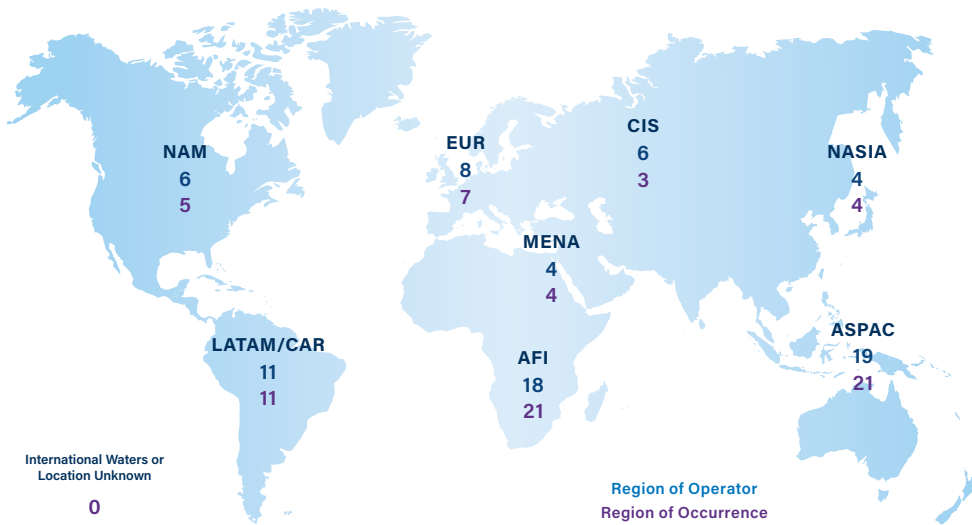 NAM
6
5
EUR
8
7
CIS
6
3
NASIA
4
4
MENA
4
4
LATAM/CAR
11
11
AFI
18
21
ASPAC
19
21
International Waters or
Location Unknown
0
Region of Operator
Region of Occurrence